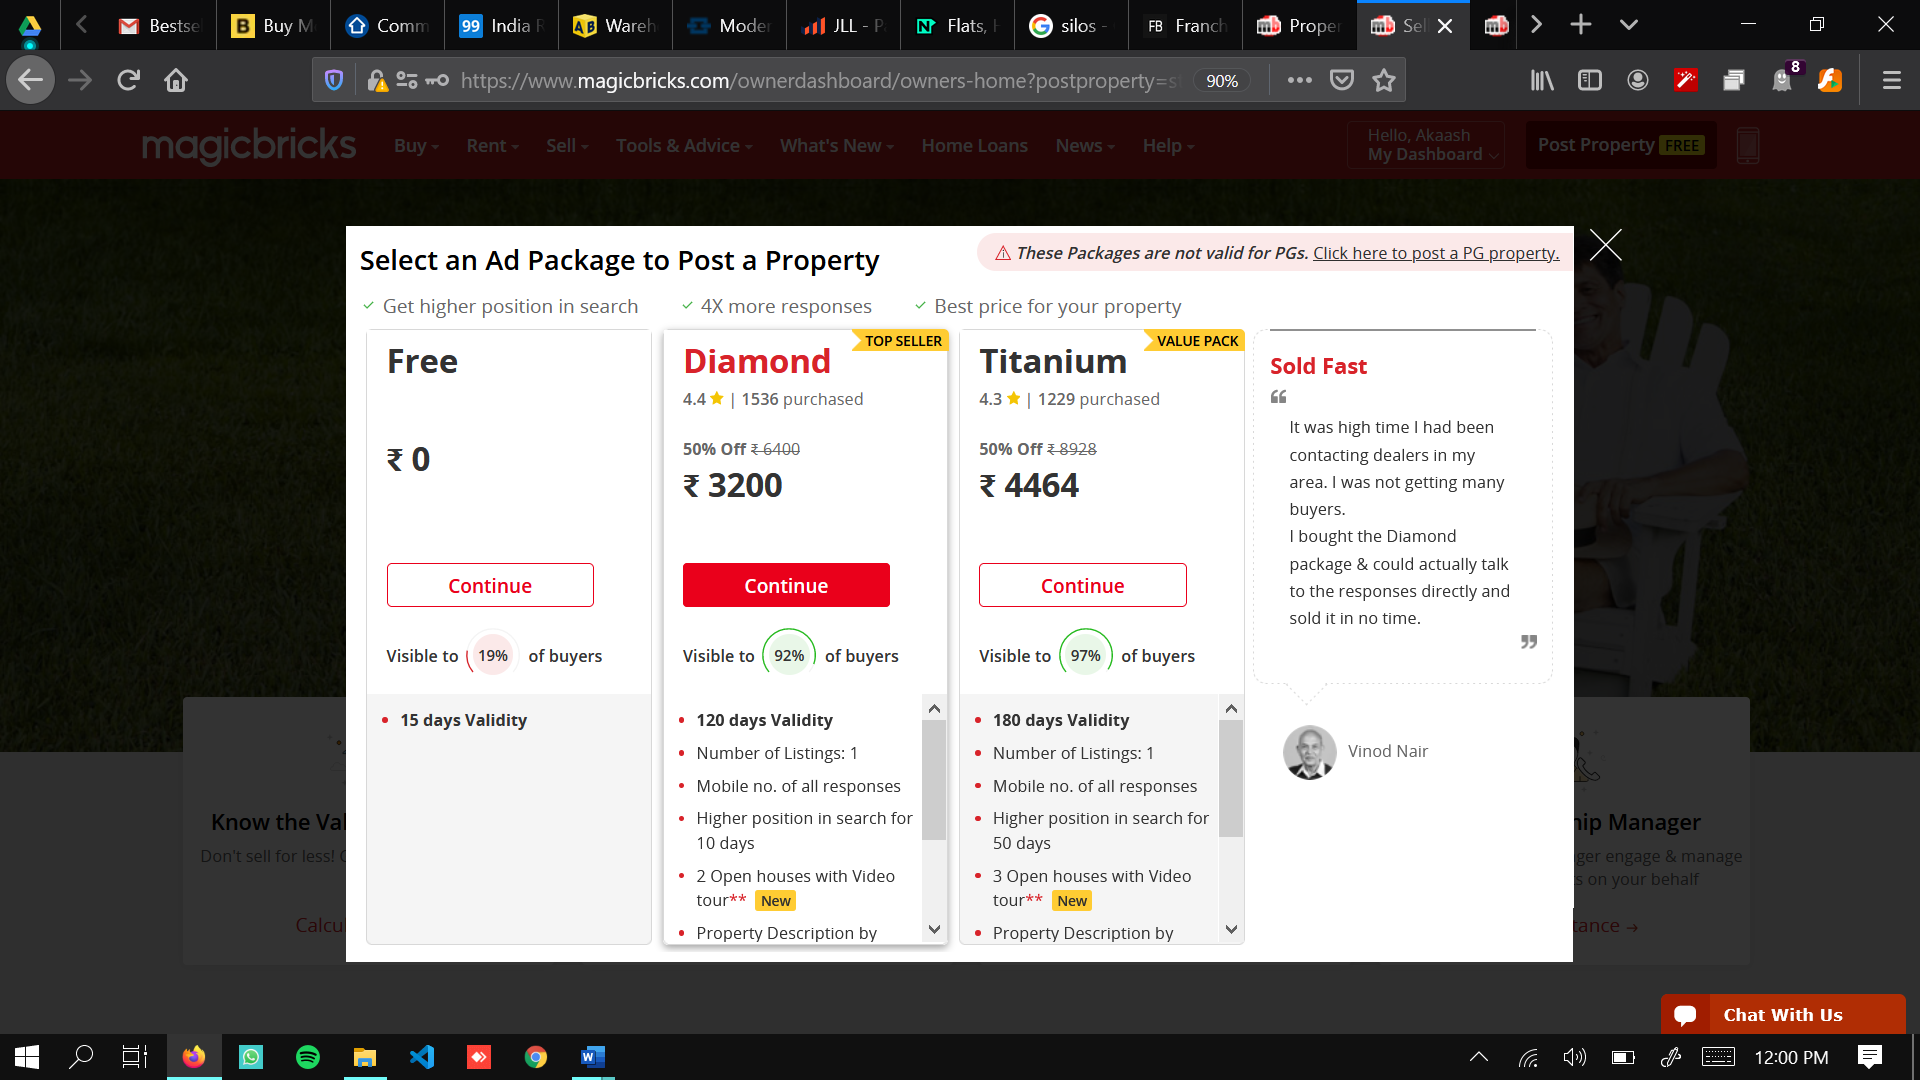 Bestse
Buy M
Comm
India R
Wareh
Moder
JLL - P
Flats, H
silos -
Franch
Proper
Sel
https://www.magicbricks.com/ownerdashboard/owners-home?postproperty=s
90%
8
magicbricks
Buy
Rent
Sell
Tools & Advice
What's New
Home Loans
News
Help
Hello, Akaash
My Dashboard
Post Property FREE
Select an Ad Package to Post a Property
These Packages are not valid for PGs. Click here to post a PG property.
Get higher position in search
4X more responses
Best price for your property
Free
₹ 0
Continue
Visible to 19% of buyers
15 days Validity
TOP SELLER
Diamond
4.4 ★ | 1536 purchased
50% Off ₹ 6400
₹ 3200
Continue
Visible to 92% of buyers
120 days Validity
Number of Listings: 1
Mobile no. of all responses
Higher position in search for
10 days
2 Open houses with Video
tour** New
Property Description by
VALUE PACK
Titanium
4.3 ★ | 1229 purchased
50% Off ₹ 8928
₹ 4464
Continue
Visible to 97% of buyers
180 days Validity
Number of Listings: 1
Mobile no. of all responses
Higher position in search for
50 days
3 Open houses with Video
tour** New
Property Description by
Sold Fast
It was high time I had been
contacting dealers in my
area. I was not getting many
buyers.
I bought the Diamond
package & could actually talk
to the responses directly and
sold it in no time.
Vinod Nair
Know the Val
Don't sell for less!
Calcu
hip Manager
ger engage & manage
s on your behalf
tance →
Chat With Us
12:00 PM